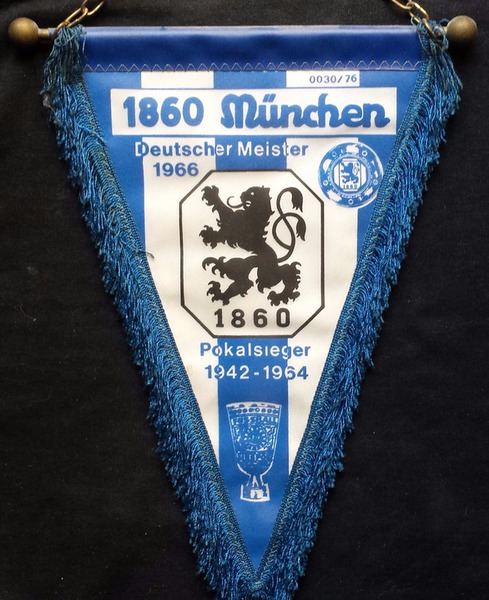 0030/76
1860 München
Deutscher Meister
1966
1860
Pokalsieger
1942-1964